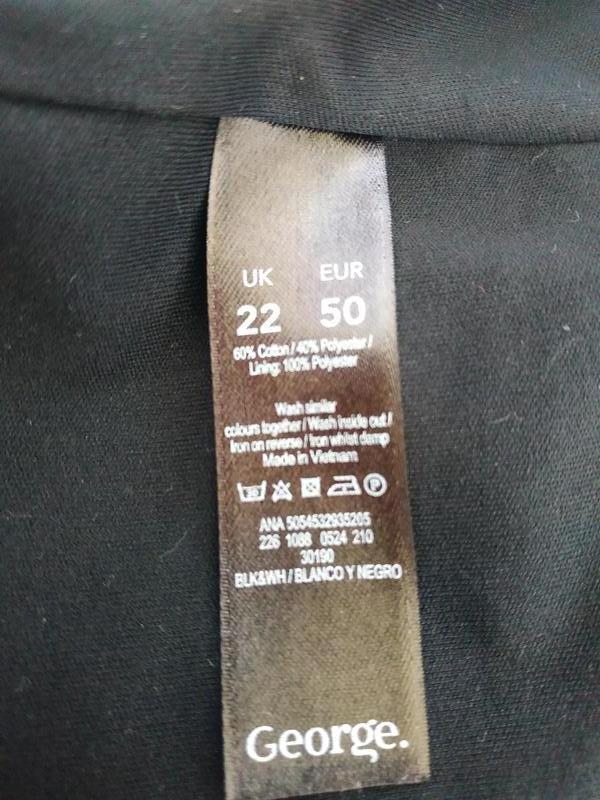 UK EUR
22 50
60% Cotton / 40% Polyester /
Lining: 100% Polyester
Wash similar
colours together / Wash inside out /
Iron on reverse / Iron whilst damp
Made in Vietnam
30 P
ANA 5054532935205
226 1088 0524 210
30190
BLK&WH / BLANCO Y NEGRO
George.